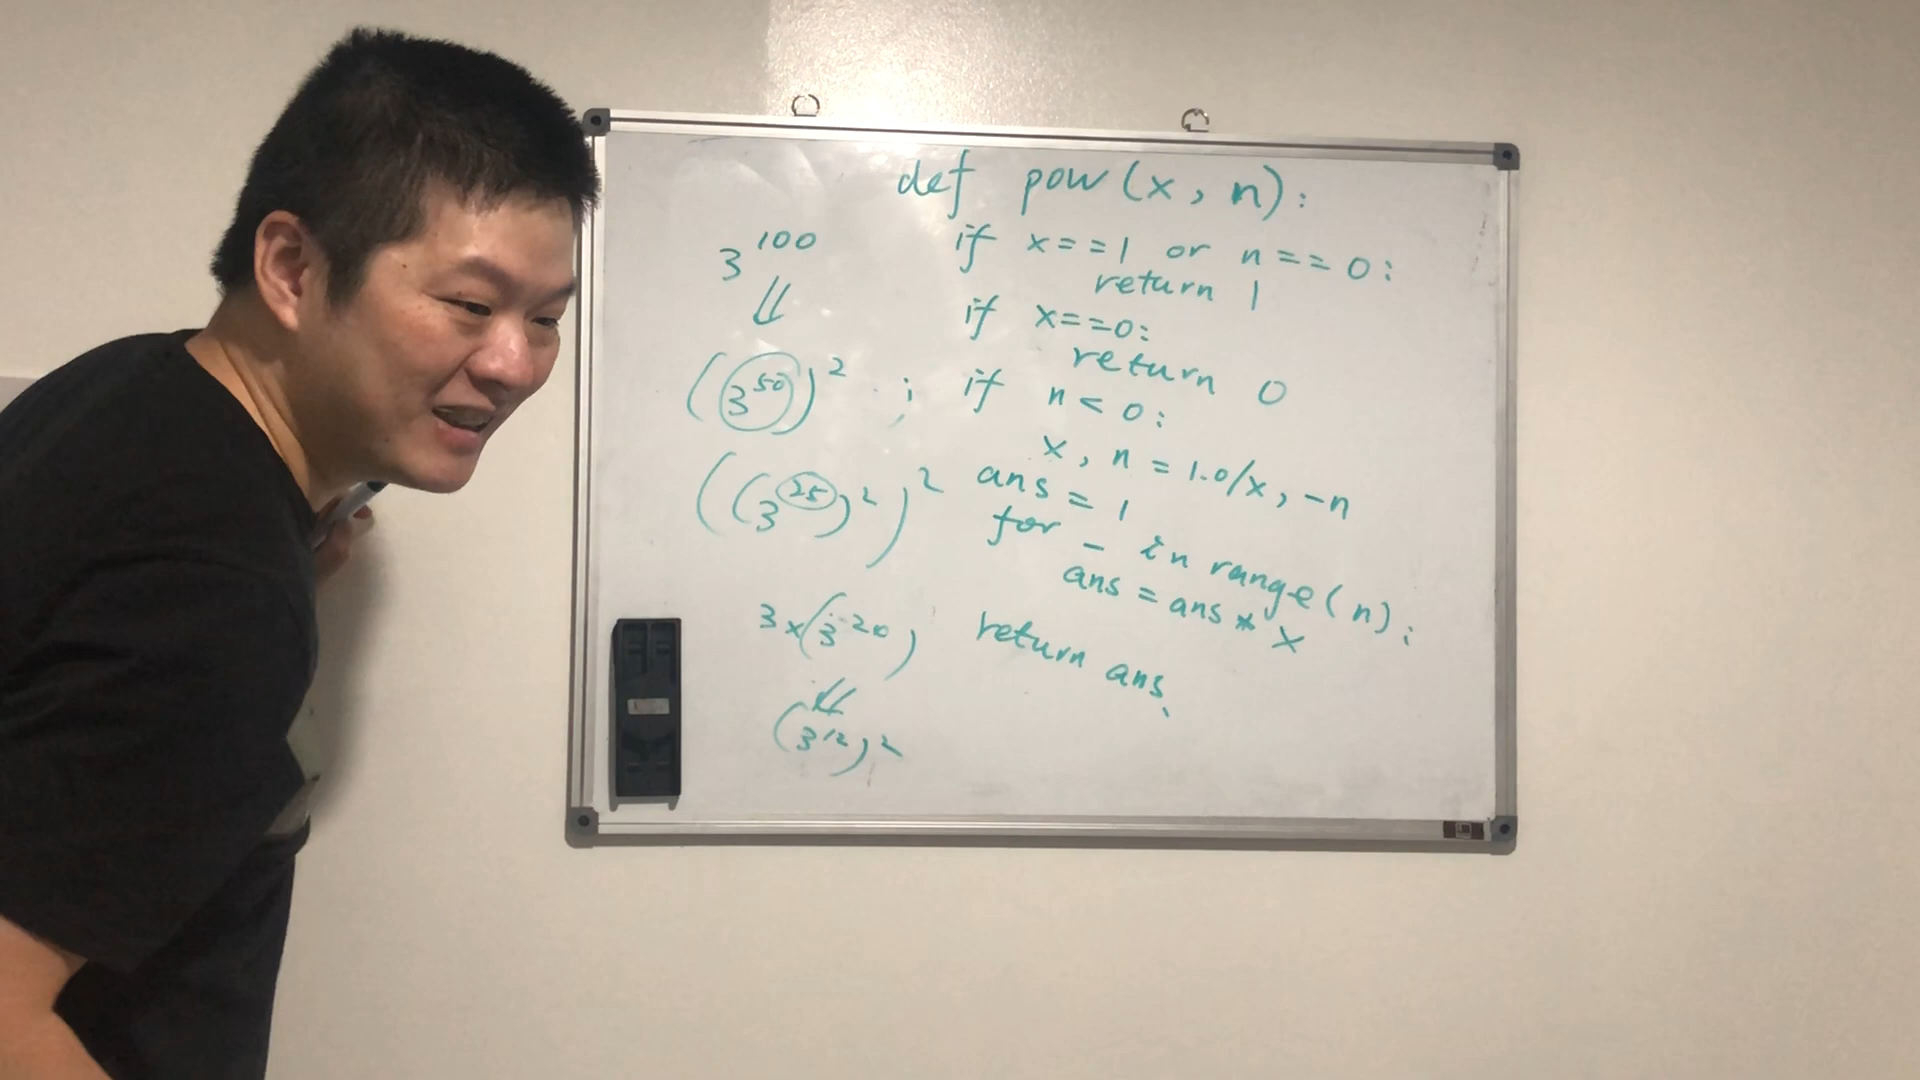 def pow(x, n):
if x==1 or n==0:
return 1
if x==0:
return 0
if n<0:
x, n = 1.0/x, -n
ans = 1
for _ in range(n):
ans = ans * x
return ans
3^100
⇓
(3^50)^2
((3^25)^2)^2
3×(3
⇓
(3^12)^2